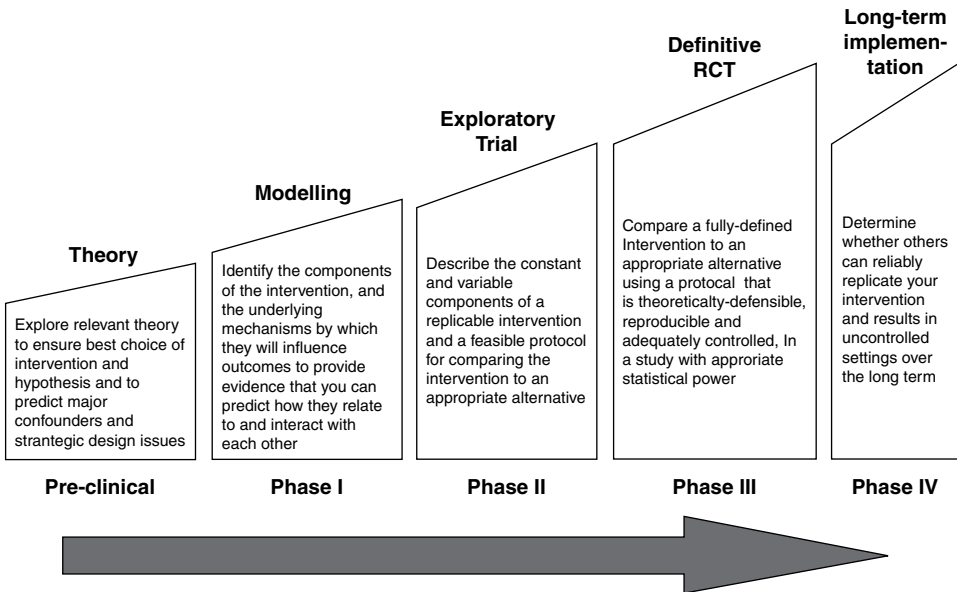 Theory
Explore relevant theory
to ensure best choice of
intervention and
hypothesis and to
predict major
confounders and
strantegic design issues
Pre-clinical
Modelling
Identify the components
of the intervention, and
the underlying
mechanisms by which
they will influence
outcomes to provide
evidence that you can
predict how they relate
to and interact with
each other
Phase I
Exploratory
Trial
Describe the constant
and variable
components of a
replicable intervention
and a feasible protocol
for comparing the
intervention to an
appropriate alternative
Phase II
Definitive
RCT
Compare a fully-defined
Intervention to an
appropriate alternative
using a protocal that
is theoreticalty-defensible,
reproducible and
adequately controlled, In
a study with approriate
statistical power
Phase III
Long-term
implemen-
tation
Determine
whether others
can reliably
replicate your
intervention
and results in
uncontrolled
settings over
the long term
Phase IV